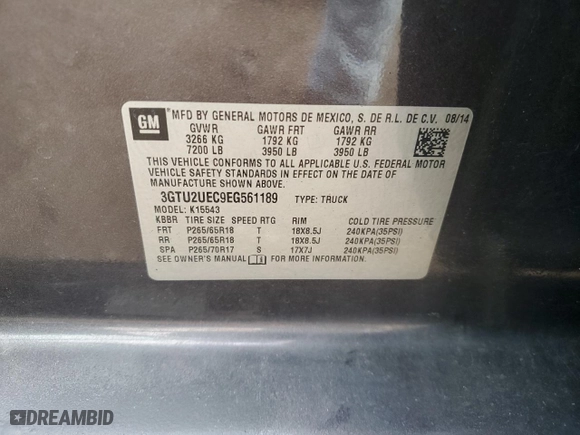 GM
MFD BY GENERAL MOTORS DE MEXICO, S. DE R.L. DE C.V. 08/14
GVWR GAWR FRT GAWR RR
3266 KG 1792 KG 1792 KG
7200 LB 3950 LB 3950 LB
THIS VEHICLE CONFORMS TO ALL APPLICABLE U.S. FEDERAL MOTOR
VEHICLE SAFETY AND THEFT PREVENTION STANDARDS IN
EFFECT ON THE DATE OF MANUFACTURE SHOWN ABOVE.
3GTU2UEC9EG561189 TYPE: TRUCK
MODEL: K15543
KBBR TIRE SIZE SPEED RTG RIM COLD TIRE PRESSURE
FRT P265/65R18 T 18X8.5J 240KPA(35PSI)
RR P265/65R18 T 18X8.5J 240KPA(35PSI)
SPA P265/70R17 S 17X7J 240KPA(35PSI)
SEE OWNER'S MANUAL FOR MORE INFORMATION.
DREAMBID